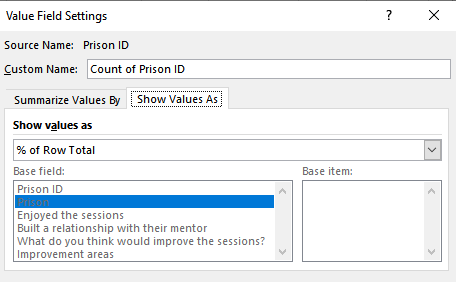 Value Field Settings
?
Source Name: Prison ID
Custom Name: Count of Prison ID
Summarize Values By
Show Values As
Show values as
% of Row Total
Base field:
Base item:
Prison ID
Prison
Enjoyed the sessions
Built a relationship with their mentor
What do you think would improve the sessions?
Improvement areas